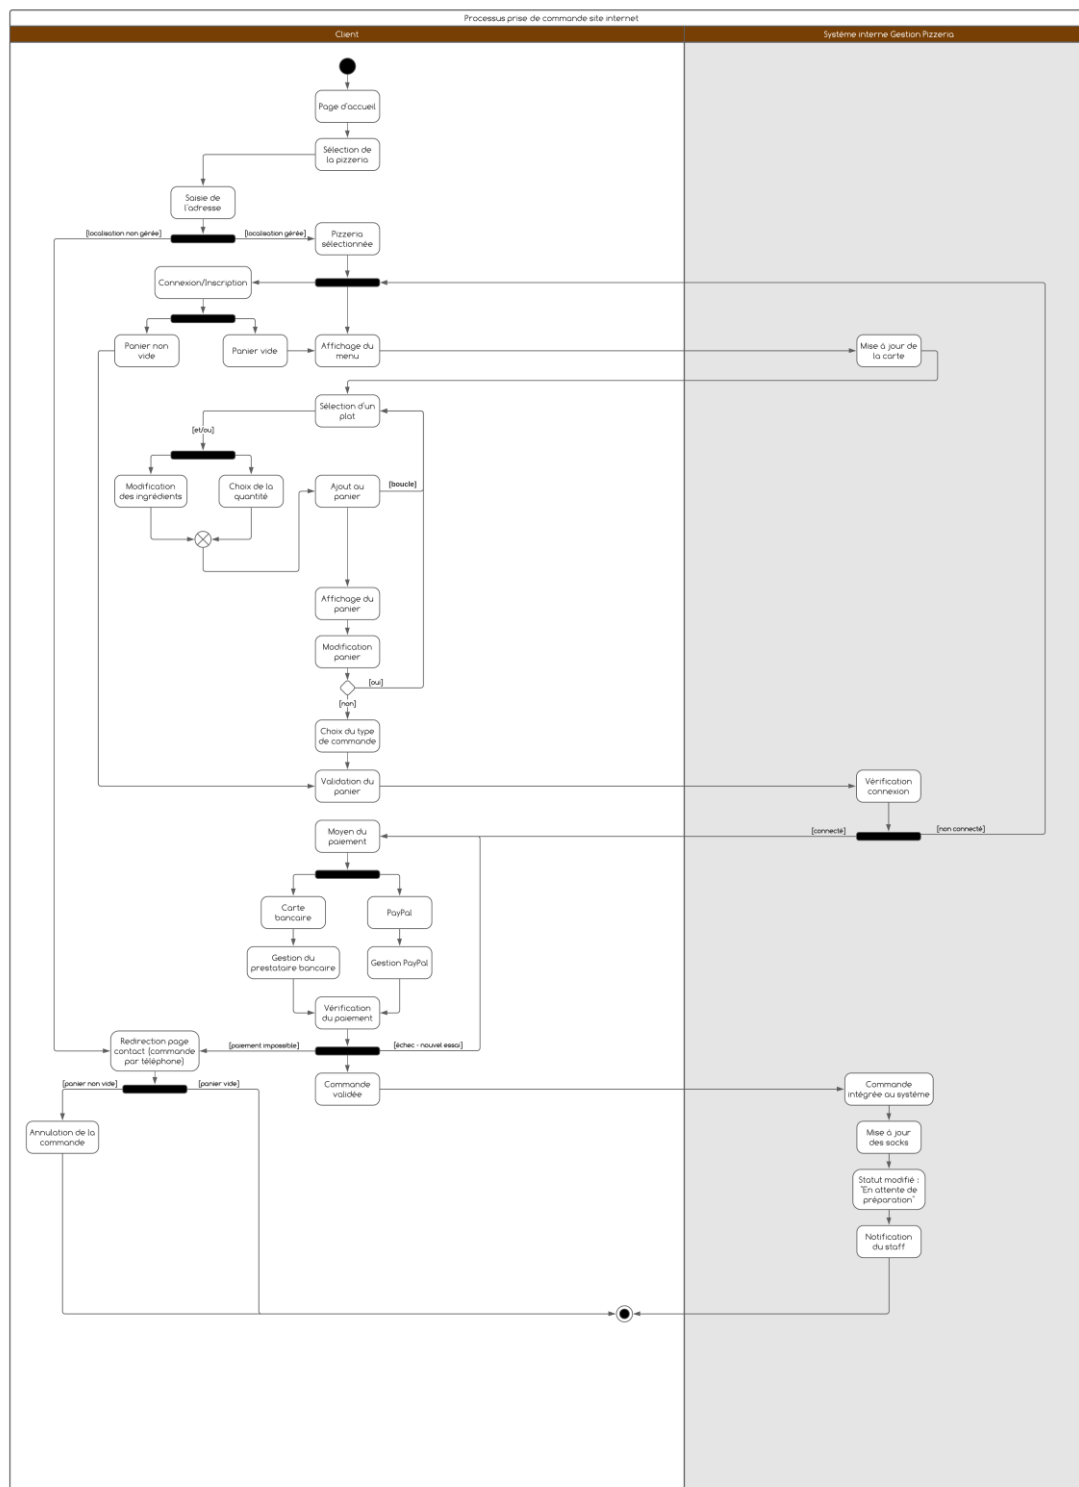 Processus prise de commande site internet
Client
Système interne Gestion Pizzeria
Page d'accueil
Sélection de
la pizzeria
Saisie de
l'adresse
[localisation non gérée]
[localisation gérée]
Pizzeria
sélectionnée
Connexion/Inscription
Panier non
vide
Panier vide
Affichage du
menu
Mise à jour de
la carte
Sélection d'un
plat
[et/ou]
Modification
des ingrédients
Choix de la
quantité
Ajout au
panier
[boucle]
Affichage du
panier
Modification
panier
[oui]
[non]
Choix du type
de commande
Validation du
panier
Vérification
connexion
Moyen du
paiement
[connecté]
[non connecté]
Carte
bancaire
PayPal
Gestion du
prestataire bancaire
Gestion PayPal
Vérification
du paiement
Redirection page
contact (commande
par téléphone)
[paiement impossible]
[échec - nouvel essai]
[panier non vide]
[panier vide]
Commande
validée
Commande
intégrée au système
Annulation de la
commande
Mise à jour
des socks
Statut modifié :
"En attente de
préparation"
Notification
du staff